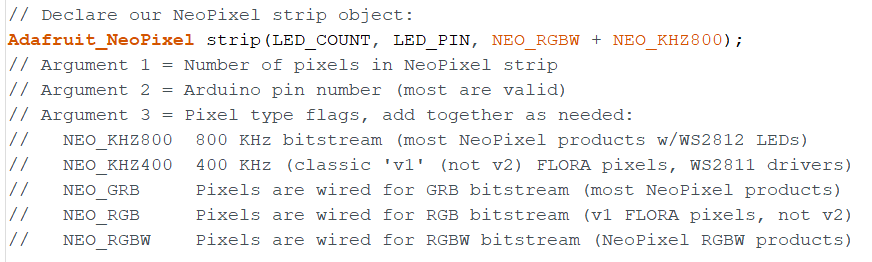 // Declare our NeoPixel strip object:
Adafruit_NeoPixel strip(LED_COUNT, LED_PIN, NEO_RGBW + NEO_KHZ800);
// Argument 1 = Number of pixels in NeoPixel strip
// Argument 2 = Arduino pin number (most are valid)
// Argument 3 = Pixel type flags, add together as needed:
//   NEO_KHZ800  800 KHz bitstream (most NeoPixel products w/WS2812 LEDs)
//   NEO_KHZ400  400 KHz (classic 'v1' (not v2) FLORA pixels, WS2811 drivers)
//   NEO_GRB     Pixels are wired for GRB bitstream (most NeoPixel products)
//   NEO_RGB     Pixels are wired for RGB bitstream (v1 FLORA pixels, not v2)
//   NEO_RGBW    Pixels are wired for RGBW bitstream (NeoPixel RGBW products)